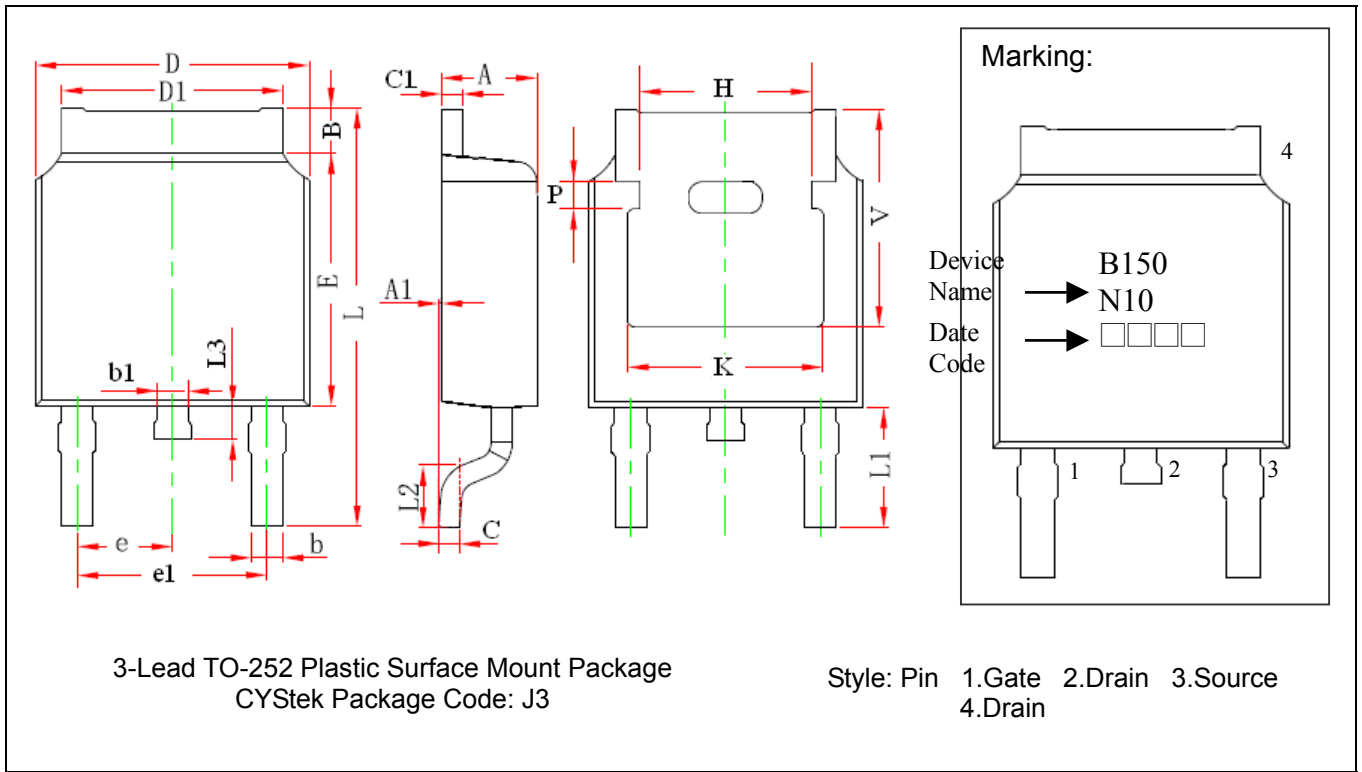 D
D1
B
E
L
L3
b1
e
e1
b
C1
A
A1
L2
C
H
P
V
K
L1
Marking:
4
Device
Name
B150
N10
Date
Code
□□□□
1
2
3
3-Lead TO-252 Plastic Surface Mount Package
CYStek Package Code: J3
Style: Pin 1.Gate 2.Drain 3.Source
4.Drain